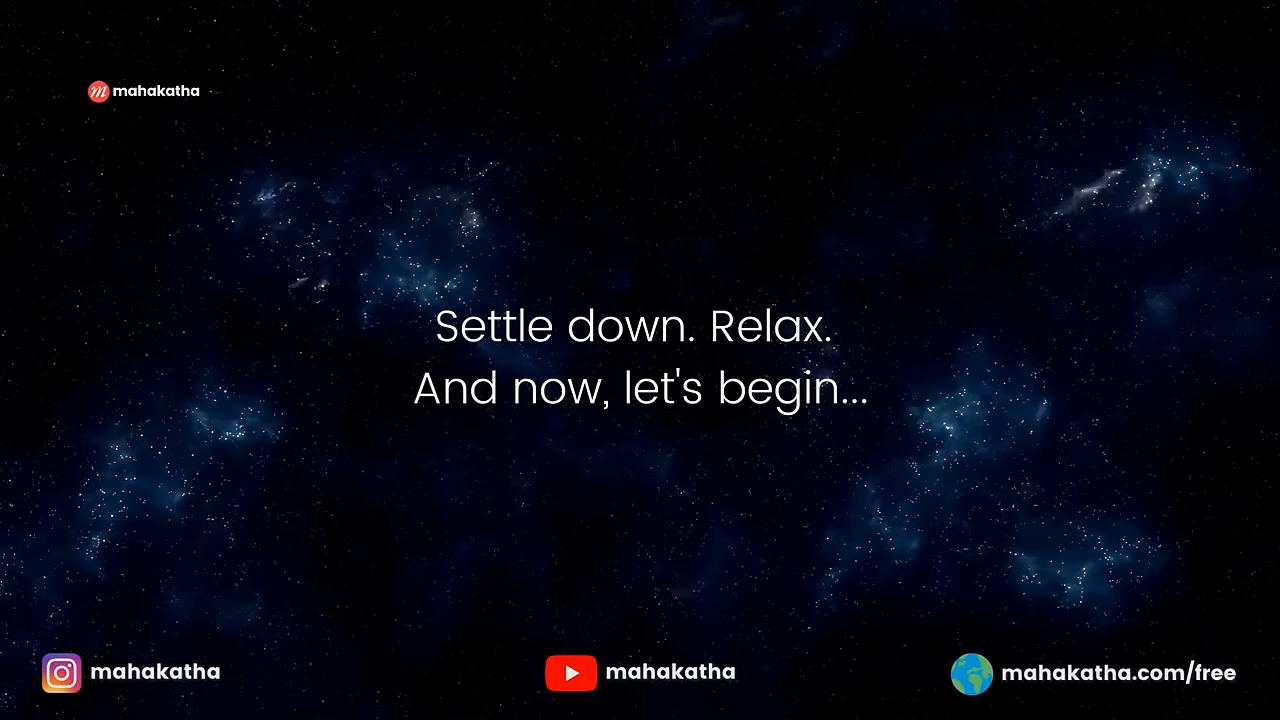 mahakatha
Settle down. Relax.
And now, let's begin...
mahakatha
mahakatha
mahakatha.com/free